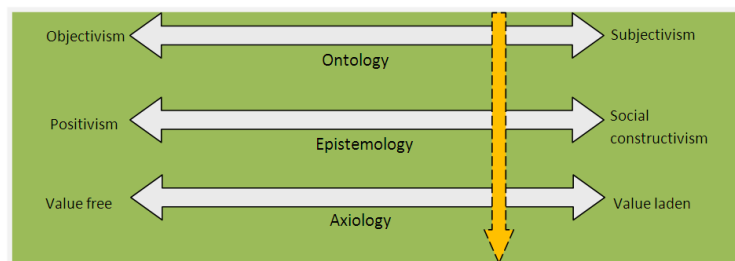 Objectivism
Subjectivism
Ontology
Positivism
Social
constructivism
Epistemology
Value free
Value laden
Axiology